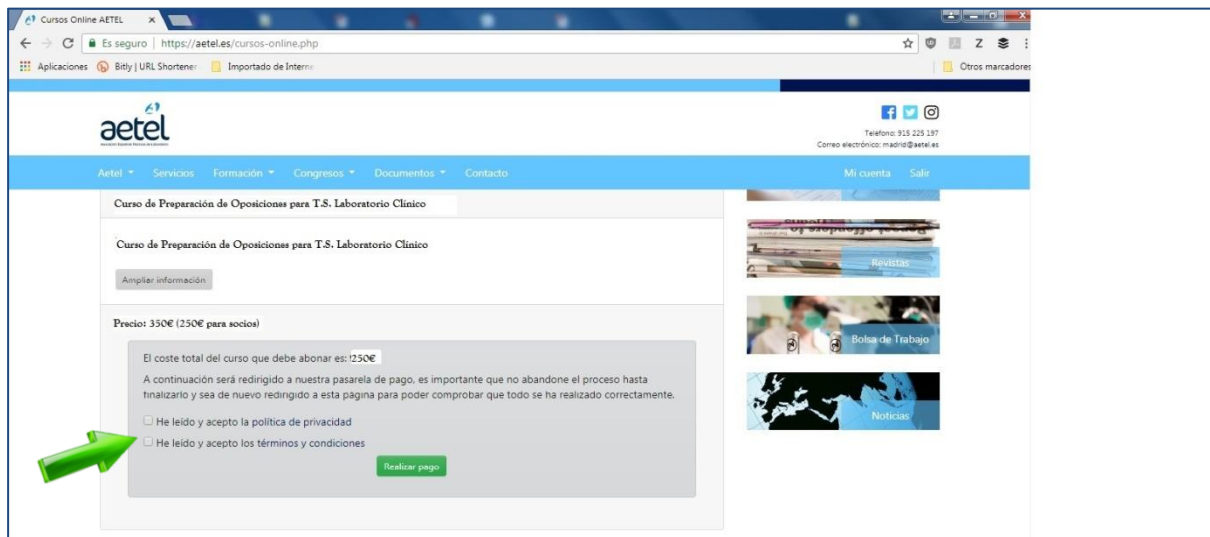 Cursos Online AETEL
Es seguro | https://aetel.es/cursos-online.php
Aplicaciones Bitly | URL Shortener Importado de Interne Otros marcadores
aetel
Telefono: 915 225 197
Correo electrónico: madrid@aetel.es
Aetel Servicios Formación Congresos Documentos Contacto Mi cuenta Salir
Curso de Preparación de Oposiciones para T.S. Laboratorio Clínico
Curso de Preparación de Oposiciones para T.S. Laboratorio Clínico
Ampliar información
Revistas
Precio: 350€ (250€ para socios)
El coste total del curso que debe abonar es: 250€
Bolsa de Trabajo
A continuación será redirigido a nuestra pasarela de pago, es importante que no abandone el proceso hasta
finalizarlo y sea de nuevo redirigido a esta página para poder comprobar que todo se ha realizado correctamente.
He leído y acepto la política de privacidad
Noticias
He leído y acepto los términos y condiciones
Realizar pago